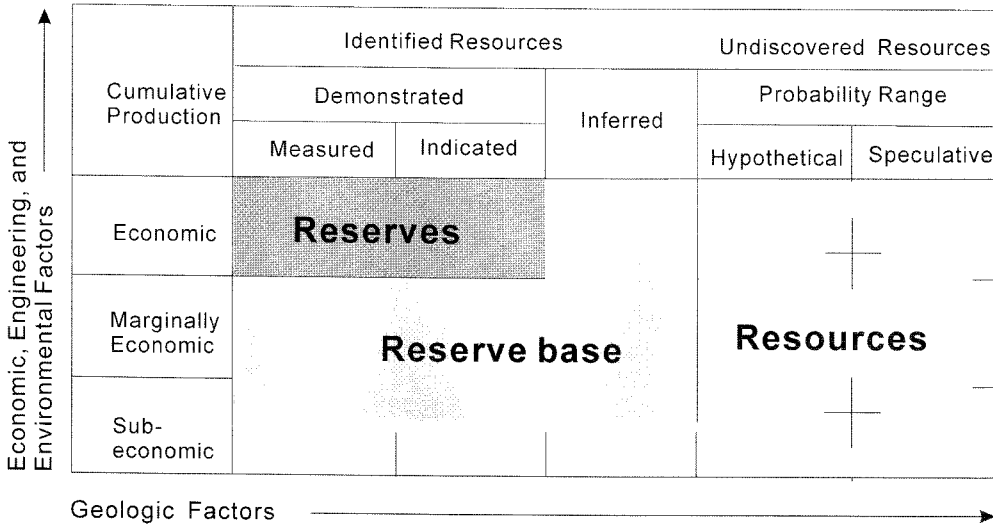 Identified Resources
Undiscovered Resources
Cumulative
Production
Demonstrated
Inferred
Probability Range
Measured
Indicated
Hypothetical
Speculative
Economic
Reserves
Marginally
Economic
Reserve base
Resources
Sub-
economic
Economic, Engineering, and
Environmental Factors
Geologic Factors